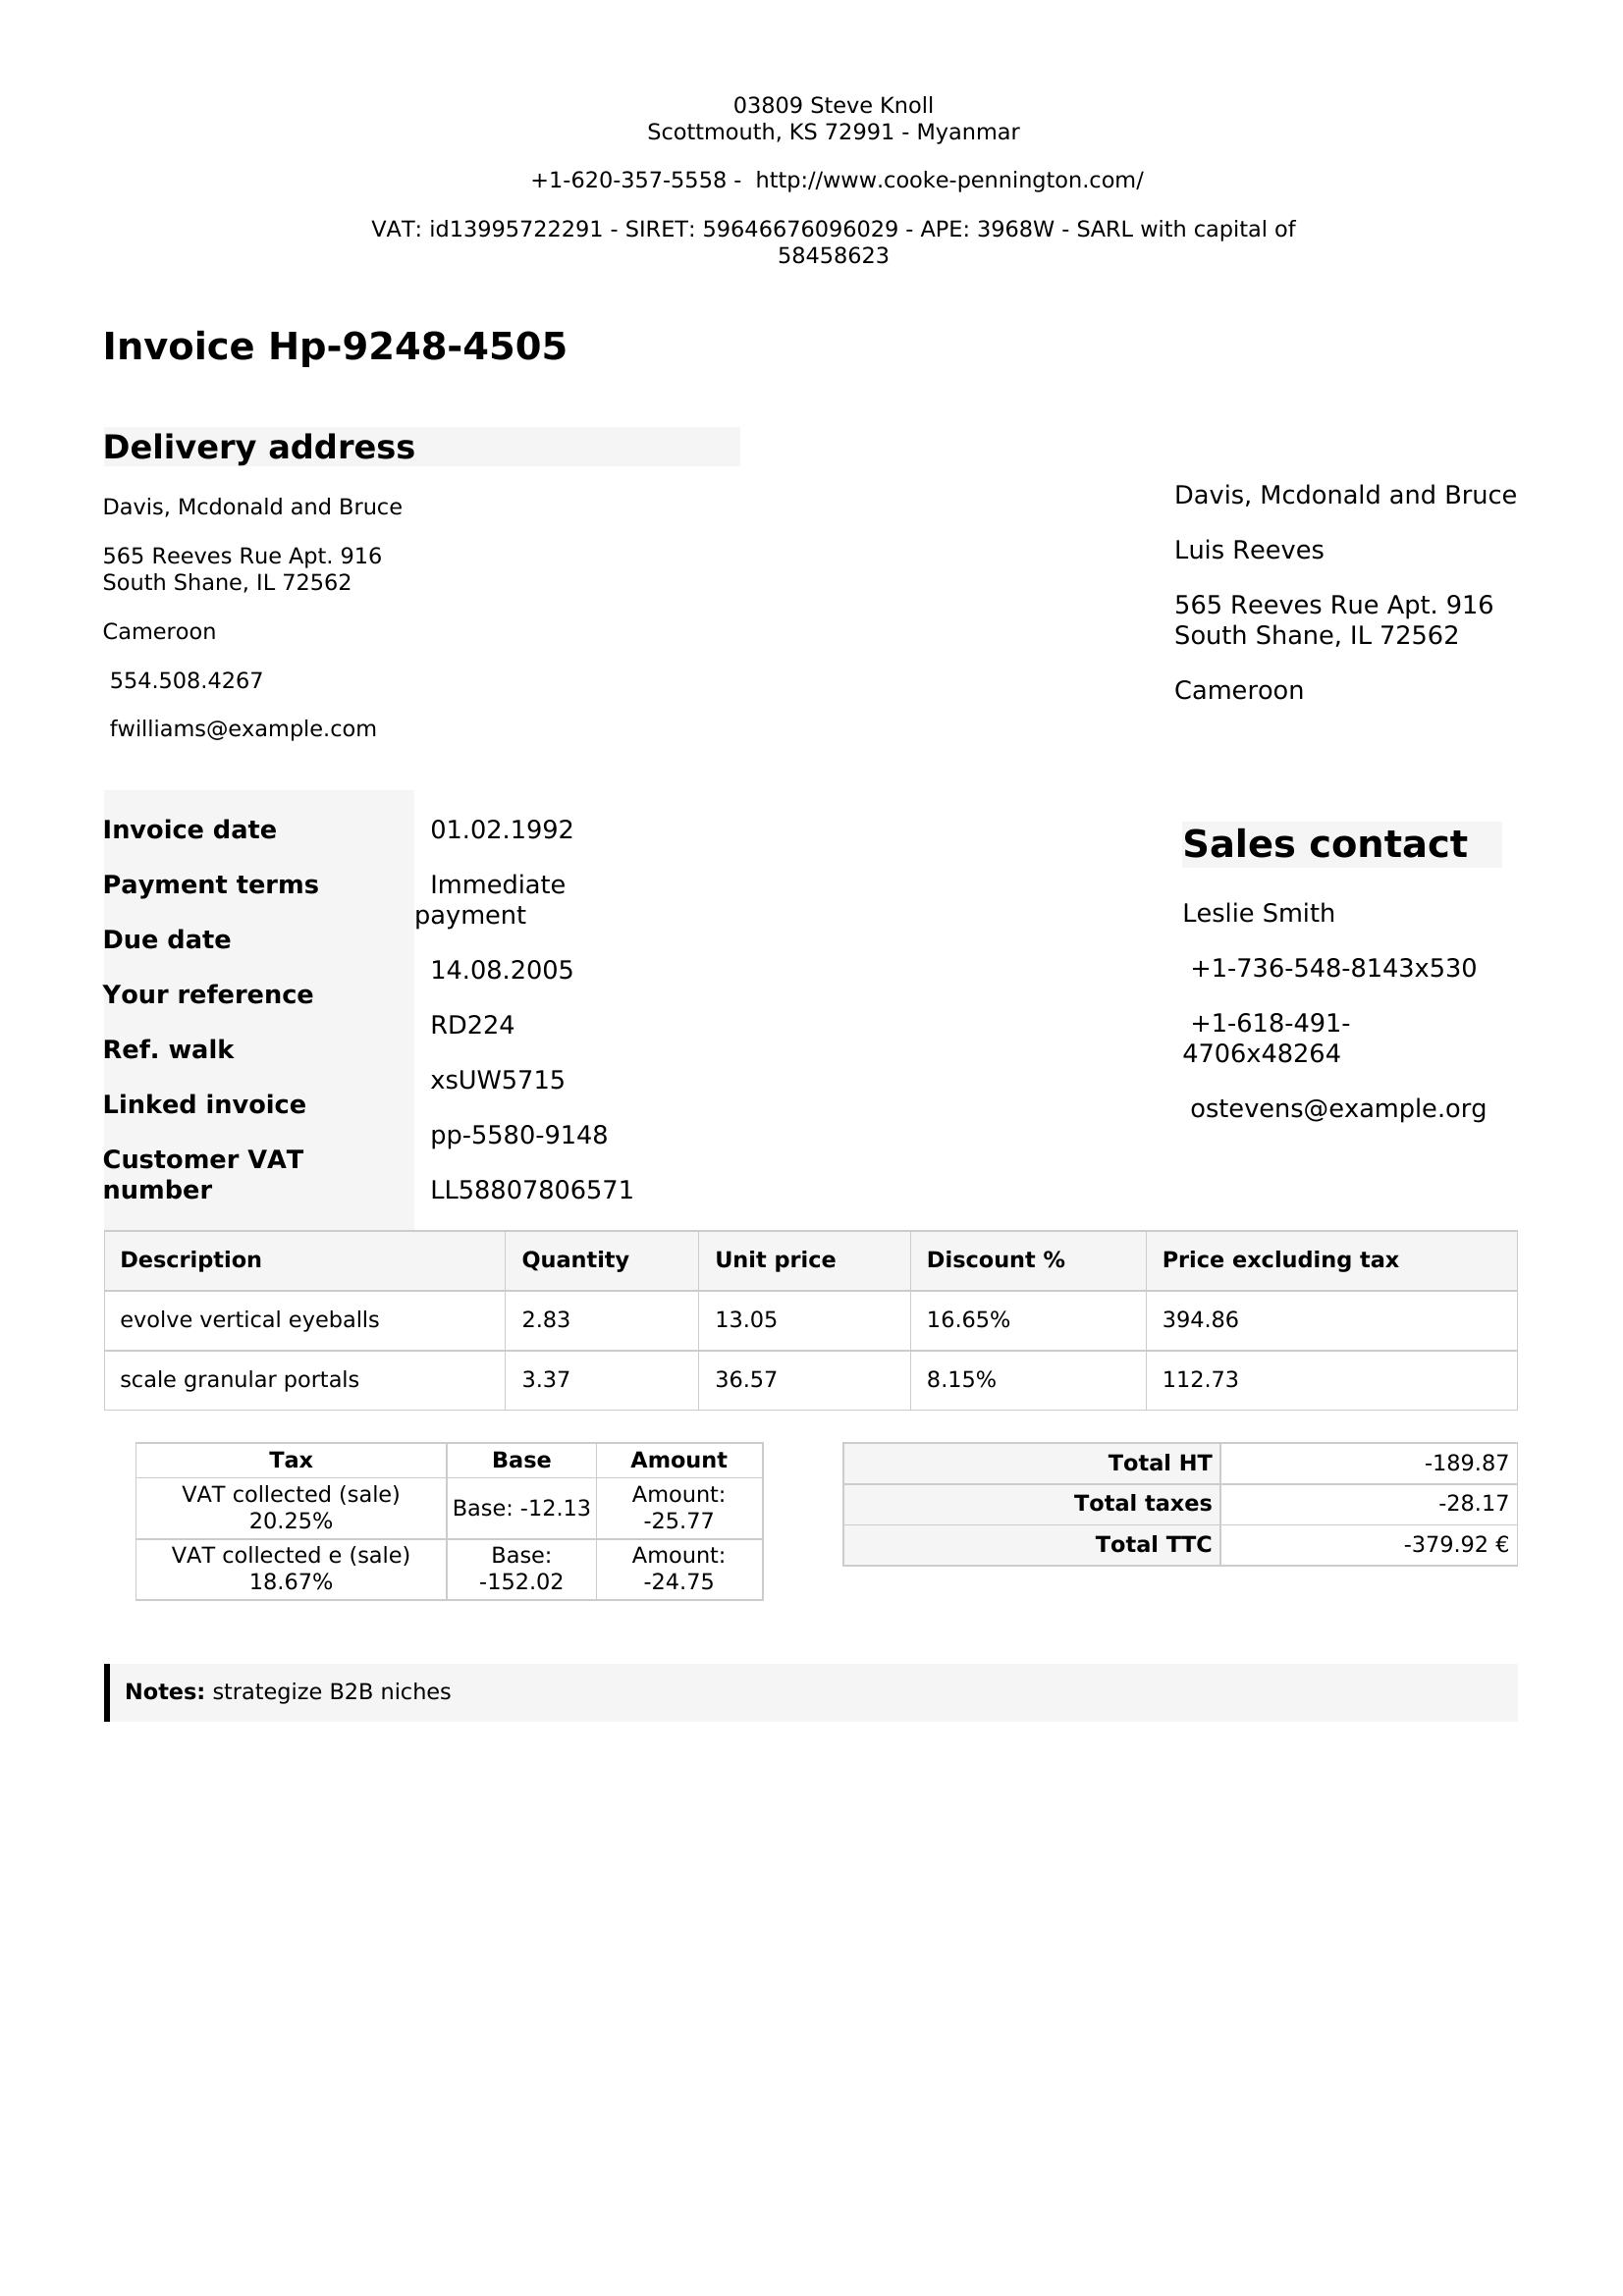 03809 Steve Knoll
Scottmouth, KS 72991 - Myanmar
+1-620-357-5558 - http://www.cooke-pennington.com/
VAT: id13995722291 - SIRET: 59646676096029 - APE: 3968W - SARL with capital of
58458623
Invoice Hp-9248-4505
Delivery address
Davis, Mcdonald and Bruce
565 Reeves Rue Apt. 916
South Shane, IL 72562
Cameroon
554.508.4267
fwilliams@example.com
Davis, Mcdonald and Bruce
Luis Reeves
565 Reeves Rue Apt. 916
South Shane, IL 72562
Cameroon
Invoice date
Payment terms
Due date
Your reference
Ref. walk
Linked invoice
Customer VAT
number
01.02.1992
Immediate
payment
14.08.2005
RD224
xsUW5715
pp-5580-9148
LL58807806571
Sales contact
Leslie Smith
+1-736-548-8143x530
+1-618-491-
4706x48264
ostevens@example.org
Description Quantity Unit price Discount % Price excluding tax
evolve vertical eyeballs 2.83 13.05 16.65% 394.86
scale granular portals 3.37 36.57 8.15% 112.73
Tax Base Amount
VAT collected (sale)
20.25%
Base: -12.13
Amount:
-25.77
VAT collected e (sale)
18.67%
Base:
-152.02
Amount:
-24.75
Total HT -189.87
Total taxes -28.17
Total TTC -379.92 €
Notes: strategize B2B niches